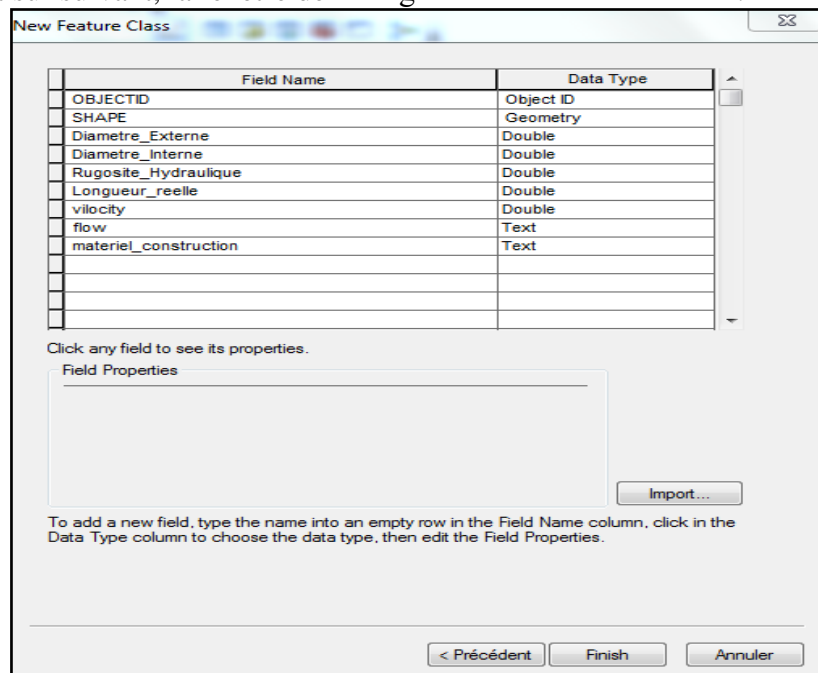 New Feature Class
Field Name Data Type
OBJECTID Object ID
SHAPE Geometry
Diametre_Externe Double
Diametre_Interne Double
Rugosite_Hydraulique Double
Longueur_reelle Double
vilocity Double
flow Text
materiel_construction Text
Click any field to see its properties.
Field Properties
Import...
To add a new field, type the name into an empty row in the Field Name column, click in the
Data Type column to choose the data type, then edit the Field Properties.
< Précédent Finish Annuler